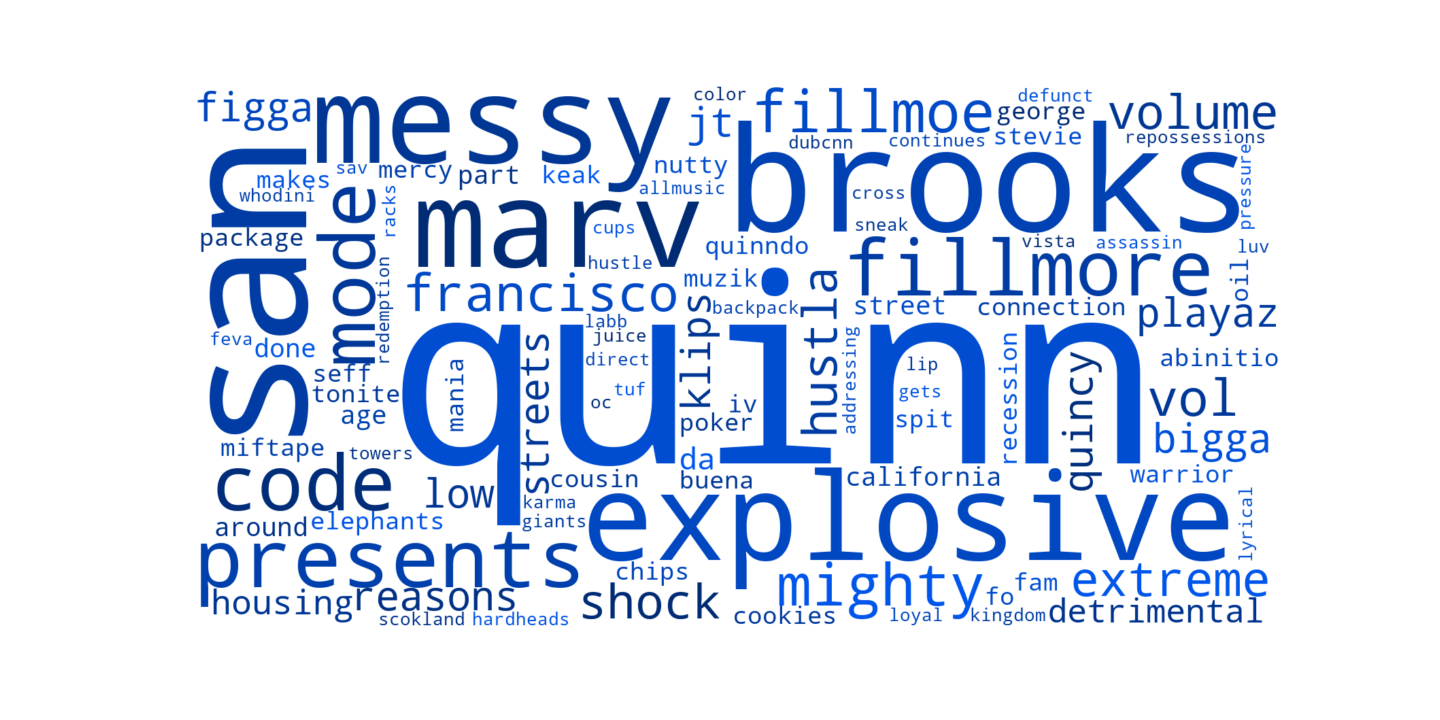 figga
messy
color
jt
fillmoe
defunct
george
volume
dubcnn
continues
stevie
repossessions
san
makes
sav
mercy
part
keak
nutty
allmusic
brooks
pressure
whodini
mode
racks
marv
cups
cross
sneak
package
hustle
quinndo
fillmore
vista
assassin
luv
redemption
francisco
muzik
backpack
hustla
street
connection
oil
playaz
feva
done
labb
juice
klips
quinn
seff
streets
direct
addressing
lip
recession
abinitio
tonite
mania
tuf
gets
quincy
age
oc
iv
poker
spit
vol
bigga
miftape
towers
da
code
low
cousin
buena
california
warrior
karma
around
elephants
giants
explosive
lyrical
presents
chips
mighty
fo
fam
extreme
housing
reasons
shock
cookies
loyal
kingdom
detrimental
scokland
hardheads